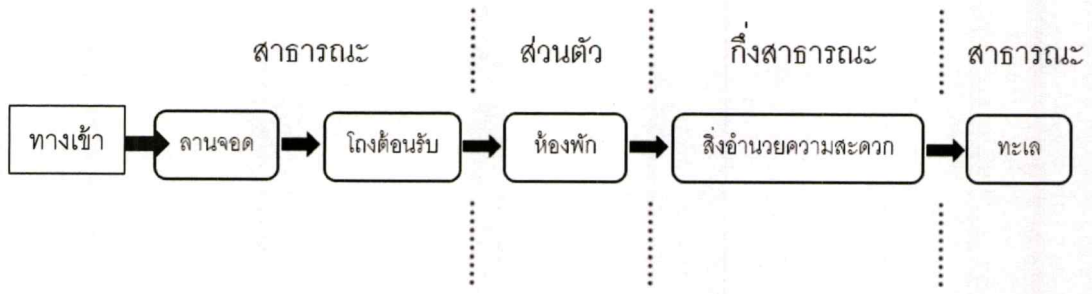 สาธารณะ
ส่วนตัว
กึ่งสาธารณะ
สาธารณะ
ทางเข้า
ลานจอด
โถงต้อนรับ
ห้องพัก
สิ่งอำนวยความสะดวก
ทะเล